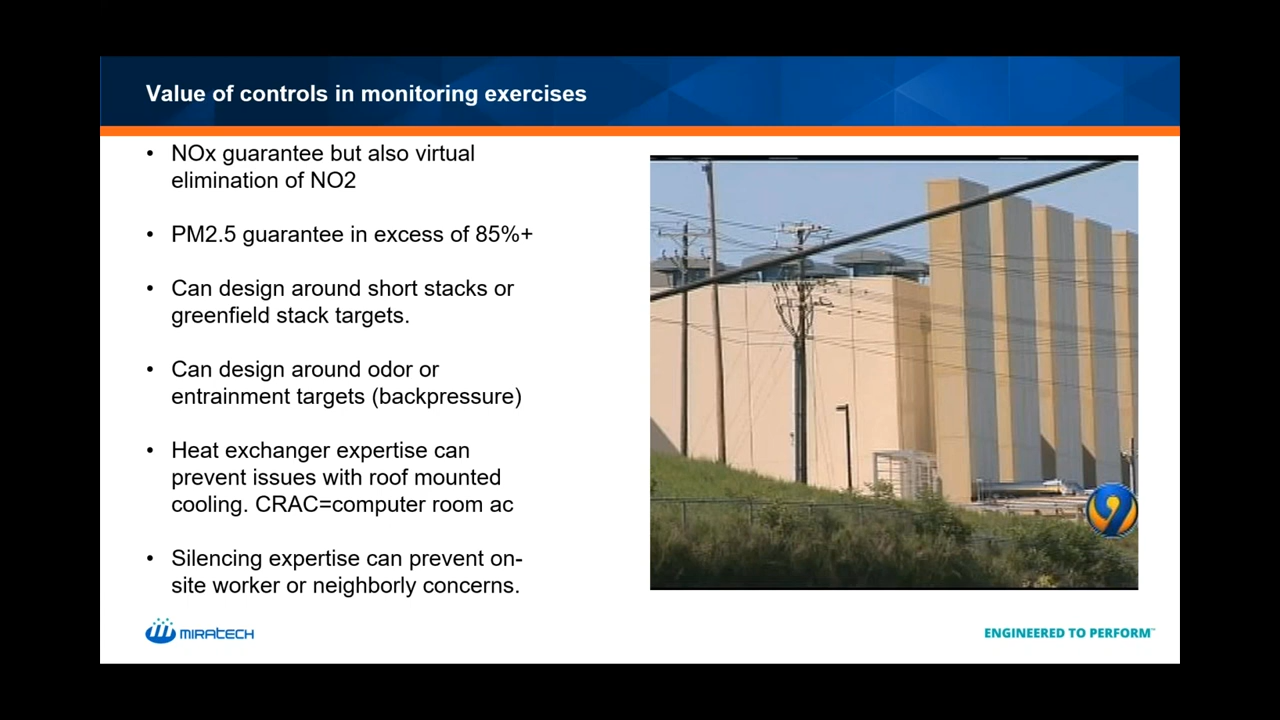 Value of controls in monitoring exercises
• NOx guarantee but also virtual
elimination of NO2
• PM2.5 guarantee in excess of 85%+
• Can design around short stacks or
greenfield stack targets.
• Can design around odor or
entrainment targets (backpressure)
• Heat exchanger expertise can
prevent issues with roof mounted
cooling. CRAC=computer room ac
• Silencing expertise can prevent on-
site worker or neighborly concerns.
9
MIRATECH
ENGINEERED TO PERFORM™